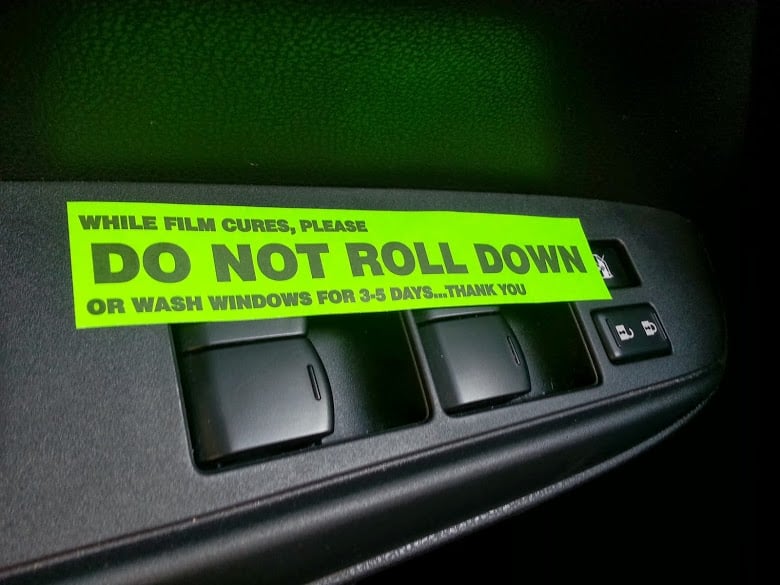 WHILE FILM CURES, PLEASE
DO NOT ROLL DOWN
OR WASH WINDOWS FOR 3-5 DAYS...THANK YOU